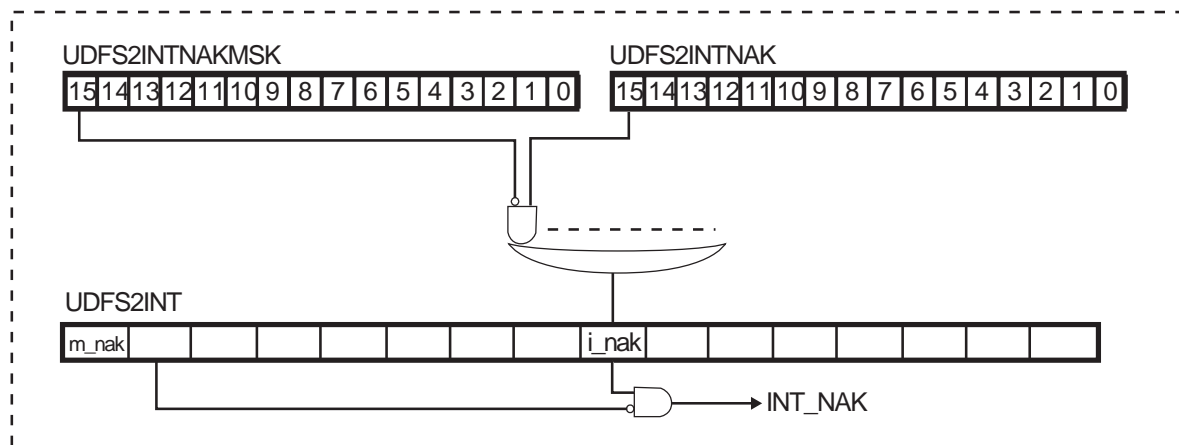 UDFS2INTNAKMSK
UDFS2INTNAK
15 14 13 12 11 10 9 8 7 6 5 4 3 2 1 0
15 14 13 12 11 10 9 8 7 6 5 4 3 2 1 0
UDFS2INT
m_nak i_nak
INT_NAK